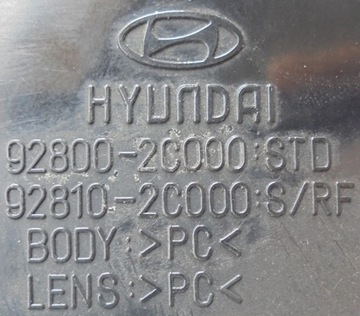 HYUNDAI
92800-2C000:STD
92810-2C000:S/RF
BODY:>PC<
LENS:>PC<